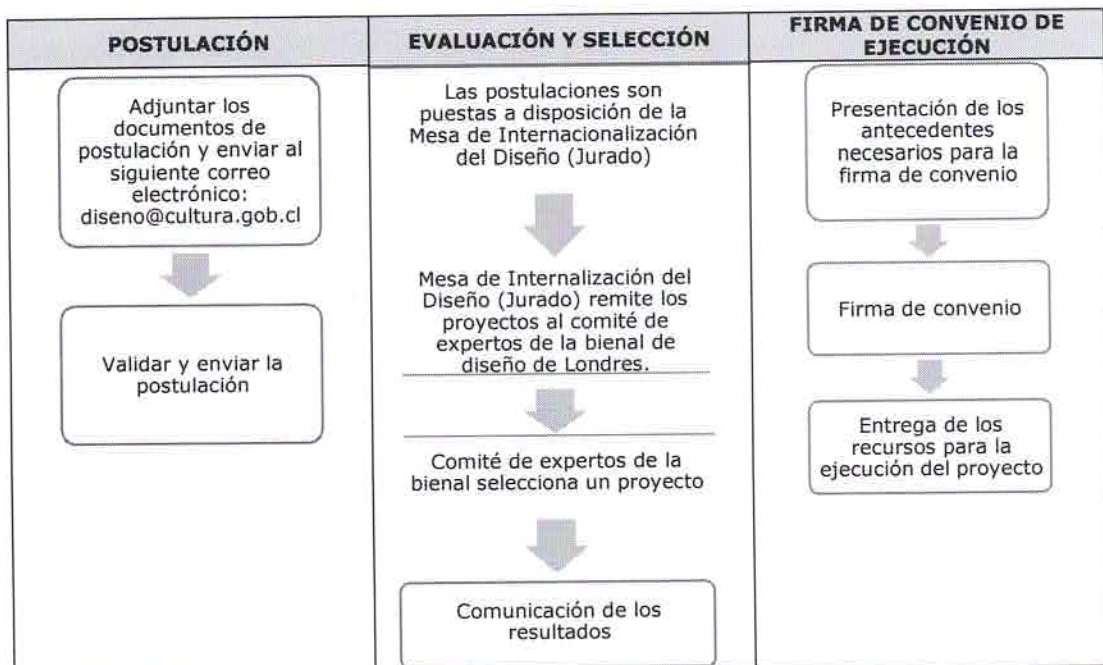 POSTULACIÓN
Adjuntar los
documentos de
postulación y enviar al
siguiente correo
electrónico:
diseno@cultura.gob.cl
Validar y enviar la
postulación
EVALUACIÓN Y SELECCIÓN
Las postulaciones son
puestas a disposición de la
Mesa de Internacionalización
del Diseño (Jurado)
Mesa de Internalización del
Diseño (Jurado) remite los
proyectos al comité de
expertos de la bienal de
diseño de Londres.
Comité de expertos de la
bienal selecciona un proyecto
Comunicación de los
resultados
FIRMA DE CONVENIO DE
EJECUCIÓN
Presentación de los
antecedentes
necesarios para la
firma de convenio
Firma de convenio
Entrega de los
recursos para la
ejecución del proyecto